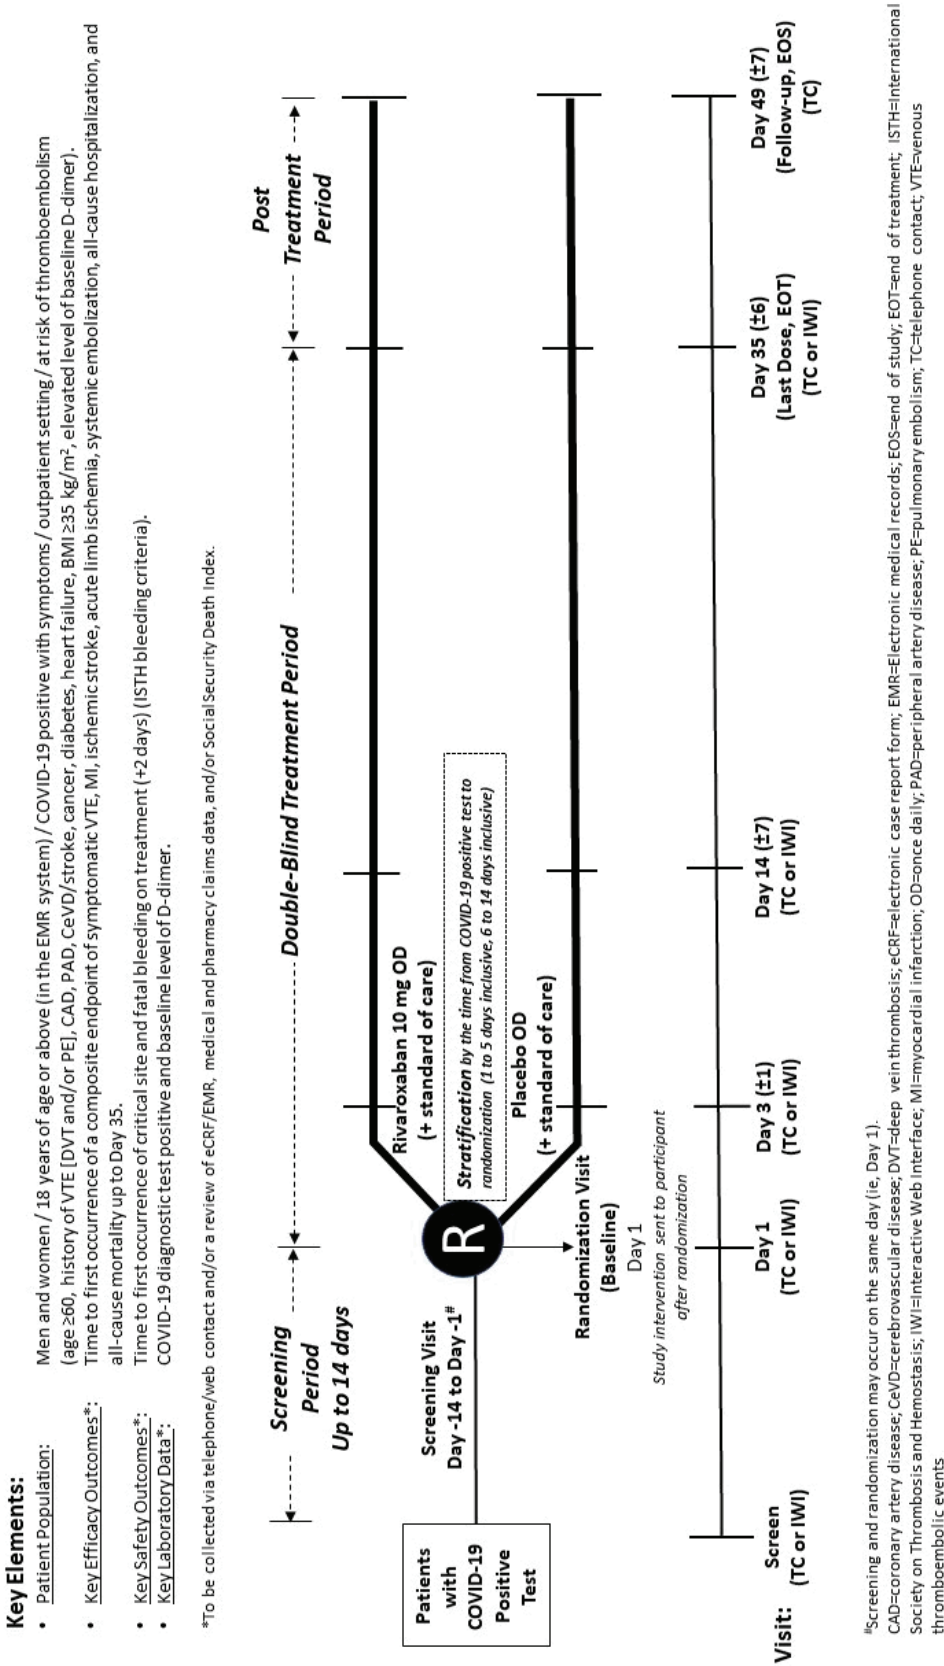 Key Elements:
• Patient Population: Men and women / 18 years of age or above (in the EMR system) / COVID-19 positive with symptoms / outpatient setting / at risk of thromboembolism
(age ≥60, history of VTE [DVT and/or PE], CAD, PAD, CeVD/stroke, cancer, diabetes, heart failure, BMI ≥35 kg/m², elevated level of baseline D-dimer).
• Key Efficacy Outcomes*: Time to first occurrence of a composite endpoint of symptomatic VTE, MI, ischemic stroke, acute limb ischemia, systemic embolization, all-cause hospitalization, and
all-cause mortality up to Day 35.
• Key Safety Outcomes*: Time to first occurrence of critical site and fatal bleeding on treatment (+2 days) (ISTH bleeding criteria).
• Key Laboratory Data*: COVID-19 diagnostic test positive and baseline level of D-dimer.
*To be collected via telephone/web contact and/or a review of eCRF/EMR, medical and pharmacy claims data, and/or Social Security Death Index.
Screening
Period
Up to 14 days
Double-Blind Treatment Period
Post
Treatment
Period
Patients
with
COVID-19
Positive
Test
Screening Visit
Day -14 to Day -1#
R
Rivaroxaban 10 mg OD
(+ standard of care)
Stratification by the time from COVID-19 positive test to
randomization (1 to 5 days inclusive, 6 to 14 days inclusive)
Placebo OD
(+ standard of care)
Randomization Visit
(Baseline)
Day 1
Study intervention sent to participant
after randomization
Visit:
Screen
(TC or IWI)
Day 1
(TC or IWI)
Day 3 (±1)
(TC or IWI)
Day 14 (±7)
(TC or IWI)
Day 35 (±6)
(Last Dose, EOT)
(TC or IWI)
Day 49 (±7)
(Follow-up, EOS)
(TC)
#Screening and randomization may occur on the same day (ie, Day 1).
CAD=coronary artery disease; CeVD=cerebrovascular disease; DVT=deep vein thrombosis; eCRF=electronic case report form; EMR=Electronic medical records; EOS=end of study; EOT=end of treatment; ISTH=International
Society on Thrombosis and Hemostasis; IWI=Interactive Web Interface; MI=myocardial infarction; OD=once daily; PAD=peripheral artery disease; PE=pulmonary embolism; TC=telephone contact; VTE=venous
thromboembolic events